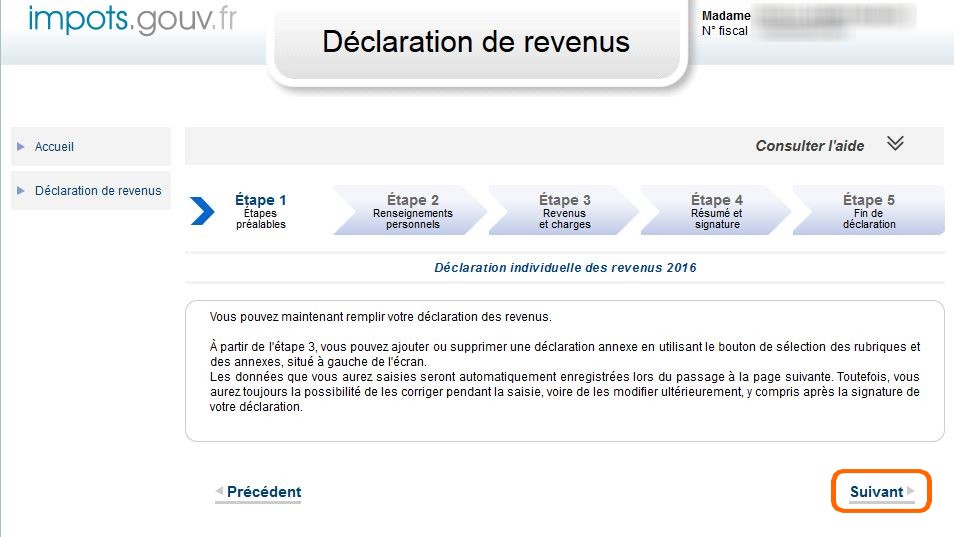 impots.gouv.fr
Déclaration de revenus
Madame
N° fiscal
Accueil
Déclaration de revenus
Consulter l'aide
Étape 1
Étapes
préalables
Étape 2
Renseignements
personnels
Étape 3
Revenus
et charges
Étape 4
Résumé et
signature
Étape 5
Fin de
déclaration
Déclaration individuelle des revenus 2016
Vous pouvez maintenant remplir votre déclaration des revenus.
À partir de l'étape 3, vous pouvez ajouter ou supprimer une déclaration annexe en utilisant le bouton de sélection des rubriques et
des annexes, situé à gauche de l'écran.
Les données que vous aurez saisies seront automatiquement enregistrées lors du passage à la page suivante. Toutefois, vous
aurez toujours la possibilité de les corriger pendant la saisie, voire de les modifier ultérieurement, y compris après la signature de
votre déclaration.
Précédent
Suivant